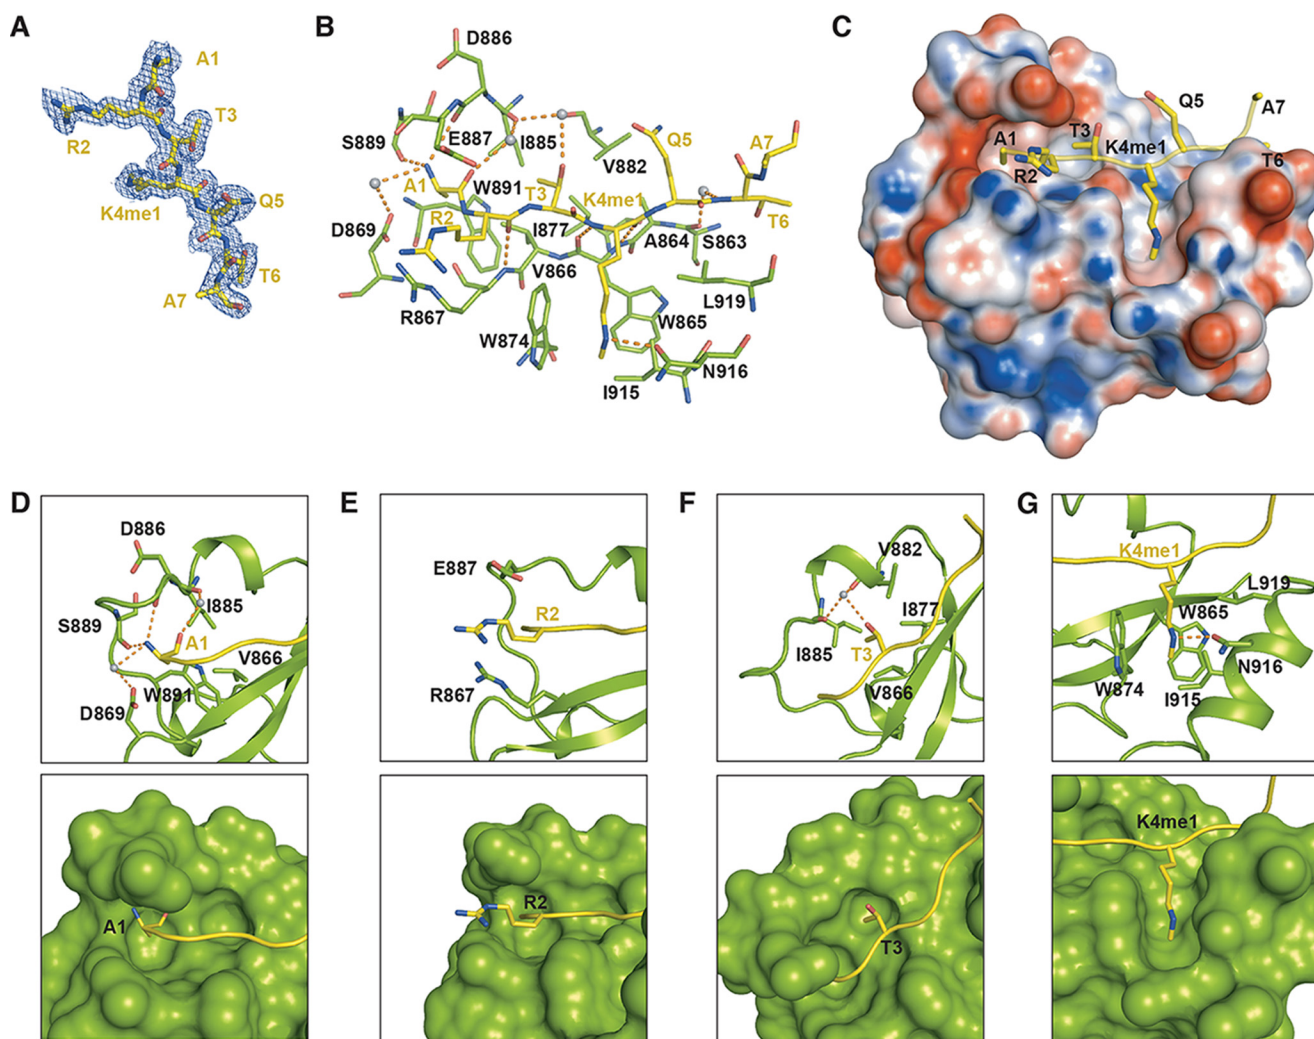 A
A1
T3
R2
K4me1
Q5
T6
A7
B
D886
S889
E887
I885
V882
Q5
A7
A1
W891
T3
K4me1
T6
D869
R2
I877
A864
S863
V866
R867
L919
W874
W865
I915
N916
C
Q5
A7
A1
T3
K4me1
R2
T6
D
D886
I885
S889
A1
V866
W891
D869
A1
E
E887
R2
R867
R2
F
V882
I877
I885
T3
V866
T3
G
K4me1
L919
W865
N916
W874
I915
K4me1